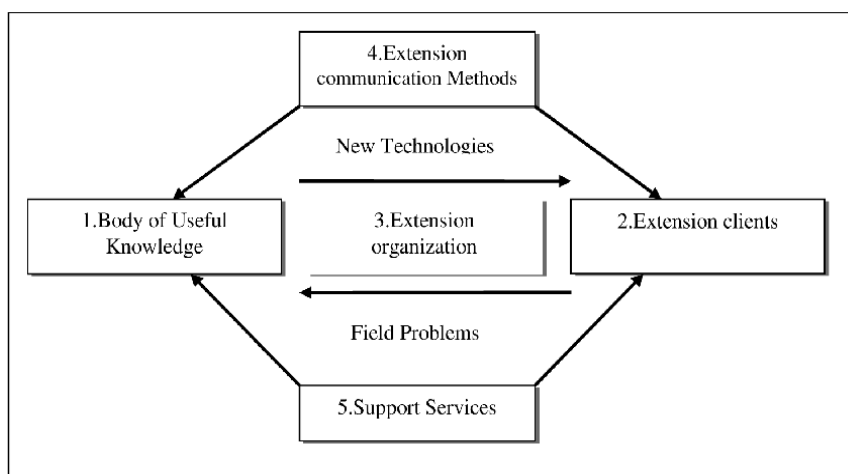 4.Extension
communication Methods
New Technologies
1.Body of Useful
Knowledge
3.Extension
organization
2.Extension clients
Field Problems
5.Support Services